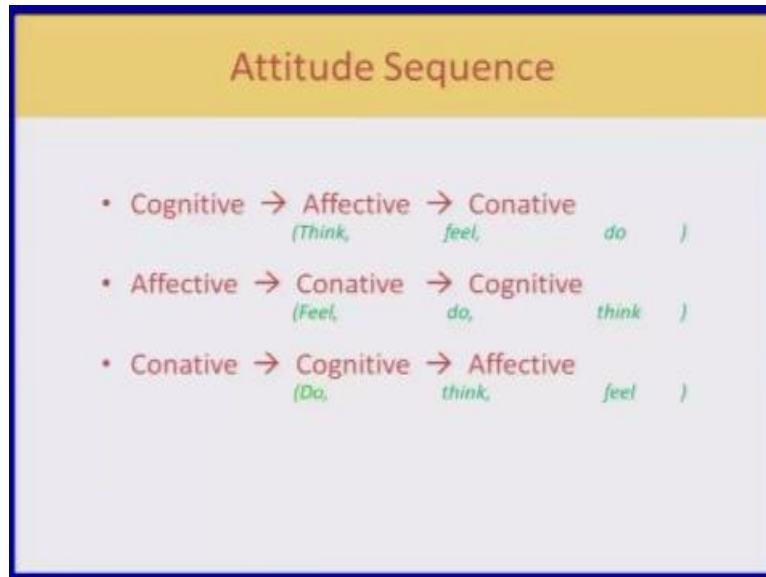 Attitude Sequence
• Cognitive → Affective → Conative
(Think, feel, do )
• Affective → Conative → Cognitive
(Feel, do, think )
• Conative → Cognitive → Affective
(Do, think, feel )